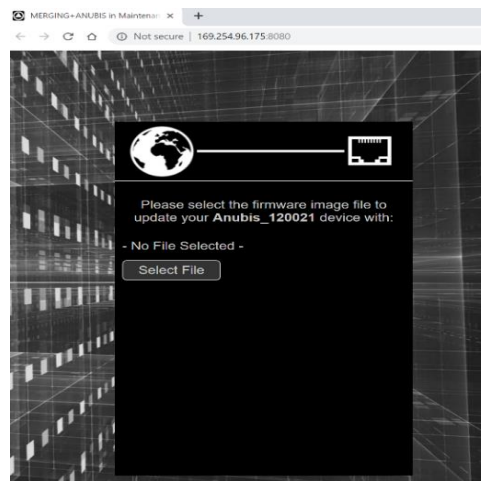 MERGING+ANUBIS in Maintenan
Not secure | 169.254.96.175:8080
Please select the firmware image file to
update your Anubis_120021 device with:
- No File Selected -
Select File